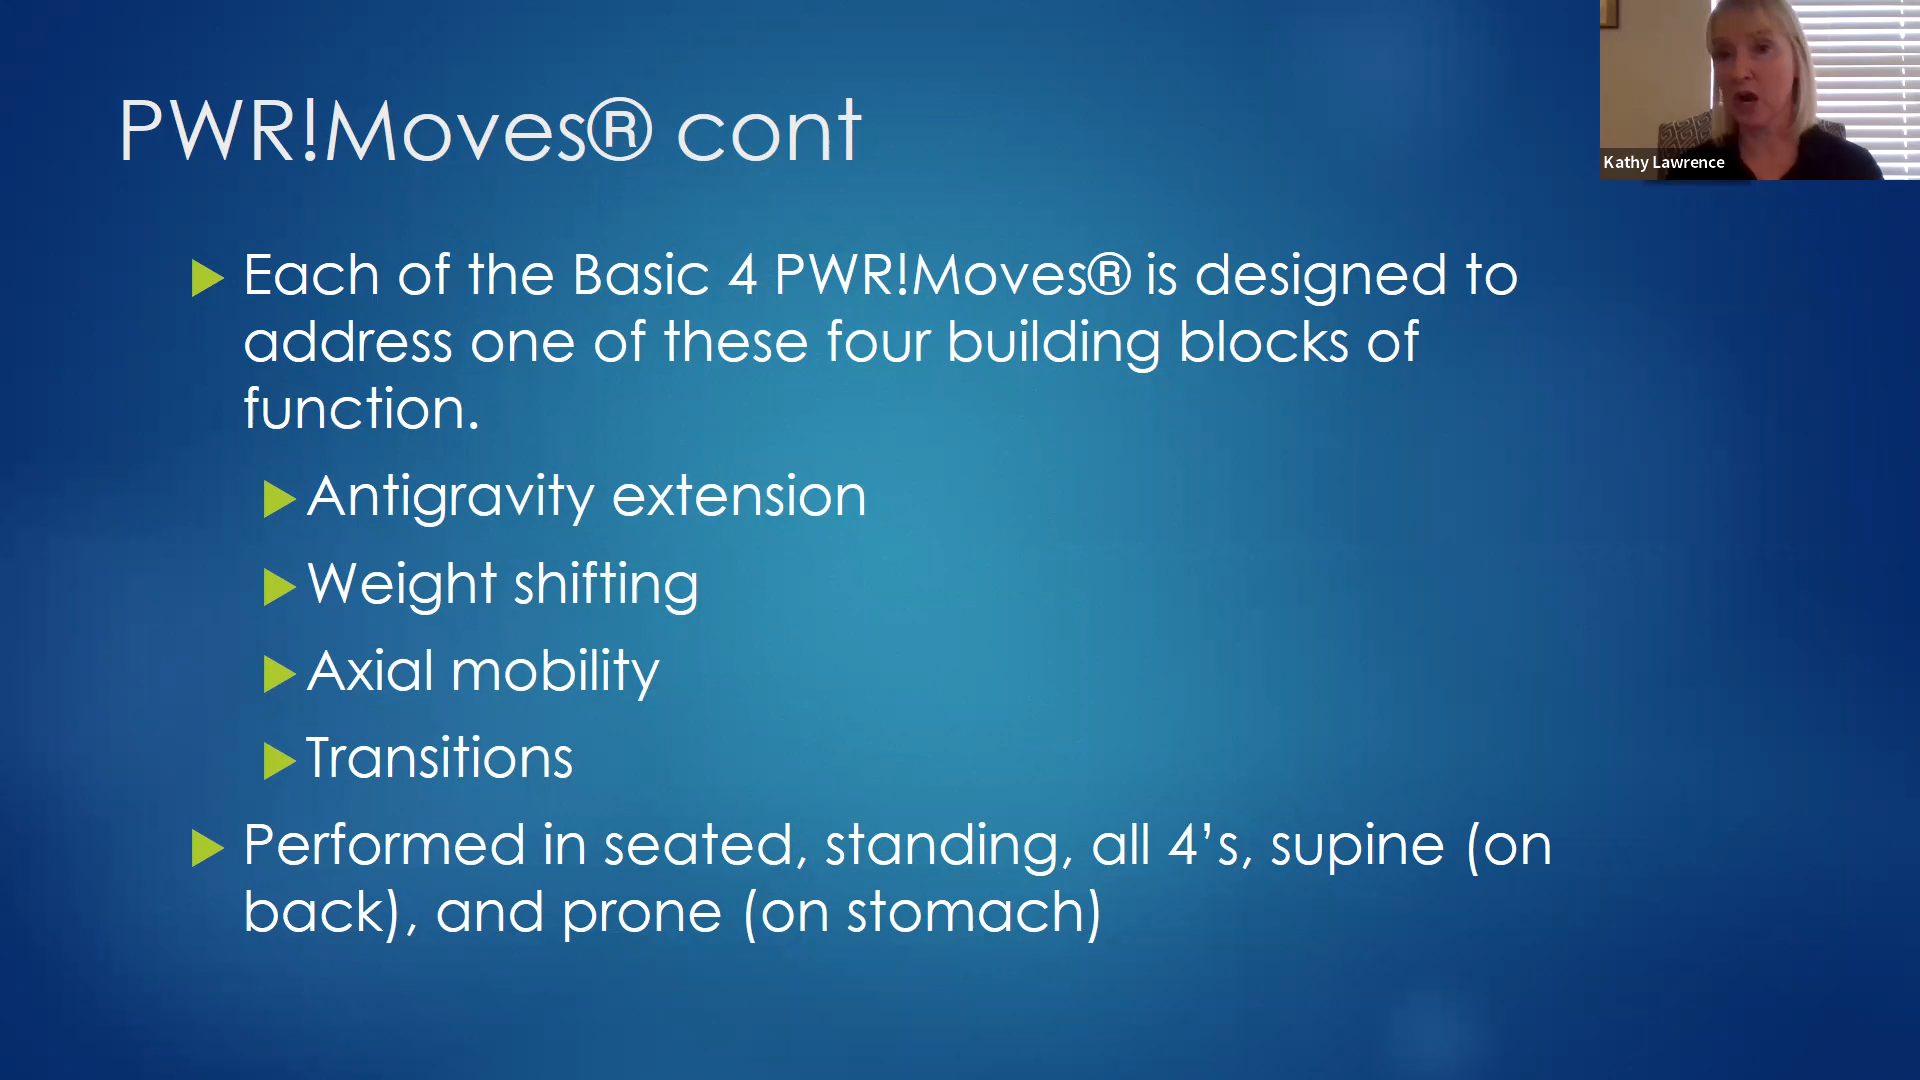 PWR!Moves® cont
Kathy Lawrence
Each of the Basic 4 PWR!Moves® is designed to
address one of these four building blocks of
function.
Antigravity extension
Weight shifting
Axial mobility
Transitions
Performed in seated, standing, all 4’s, supine (on
back), and prone (on stomach)